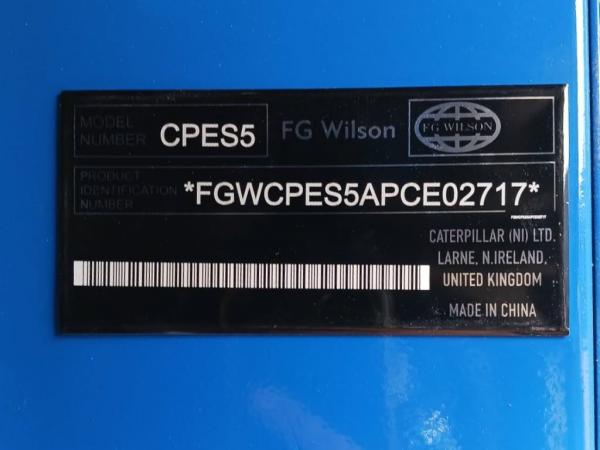 MODEL NUMBER CPES5 FG Wilson FG WILSON
PRODUCT IDENTIFICATION NUMBER *FGWCPES5APCE02717*
FGWCPES5APCE02717
CATERPILLAR (NI) LTD.
LARNE, N.IRELAND,
UNITED KINGDOM
MADE IN CHINA